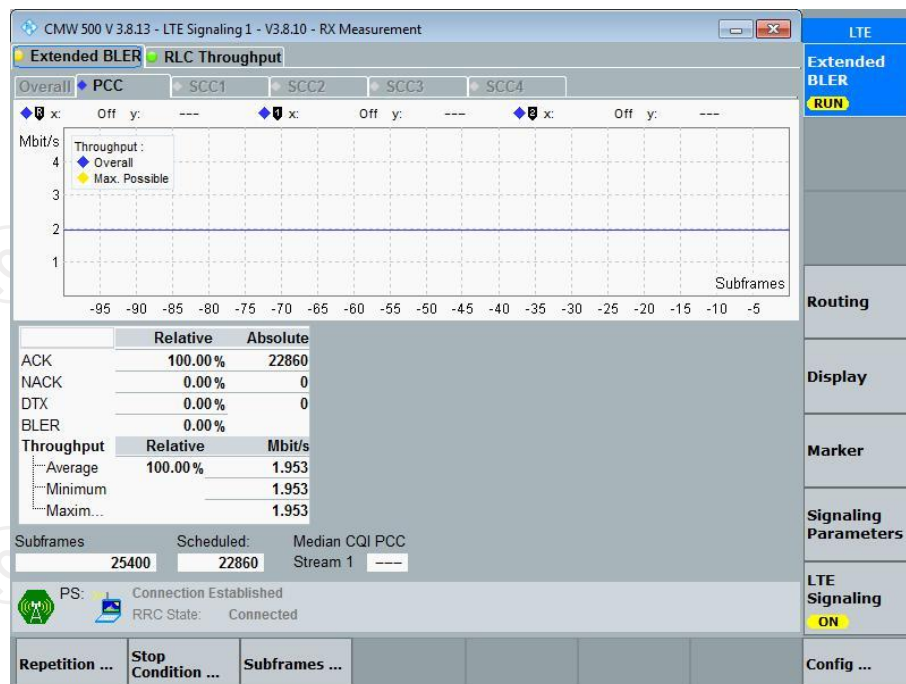 CMW 500 V 3.8.13 - LTE Signaling 1 - V3.8.10 - RX Measurement
LTE
Extended BLER RLC Throughput
Extended BLER
RUN
Overall PCC SCC1 SCC2 SCC3 SCC4
R x: Off y: --- 1 x: Off y: --- 2 x: Off y: ---
Mbit/s
Throughput :
Overall
Max. Possible
4
3
2
1
Subframes
-95 -90 -85 -80 -75 -70 -65 -60 -55 -50 -45 -40 -35 -30 -25 -20 -15 -10 -5
Routing
Relative Absolute
ACK 100.00 % 22860
NACK 0.00 % 0
DTX 0.00 % 0
BLER 0.00 %
Throughput Relative Mbit/s
Average 100.00 % 1.953
Minimum 1.953
Maxim... 1.953
Display
Marker
Signaling
Parameters
Subframes Scheduled: Median CQI PCC
25400 22860 Stream 1 ---
PS: Connection Established
RRC State: Connected
LTE
Signaling
ON
Repetition ... Stop Condition ... Subframes ... Config ...